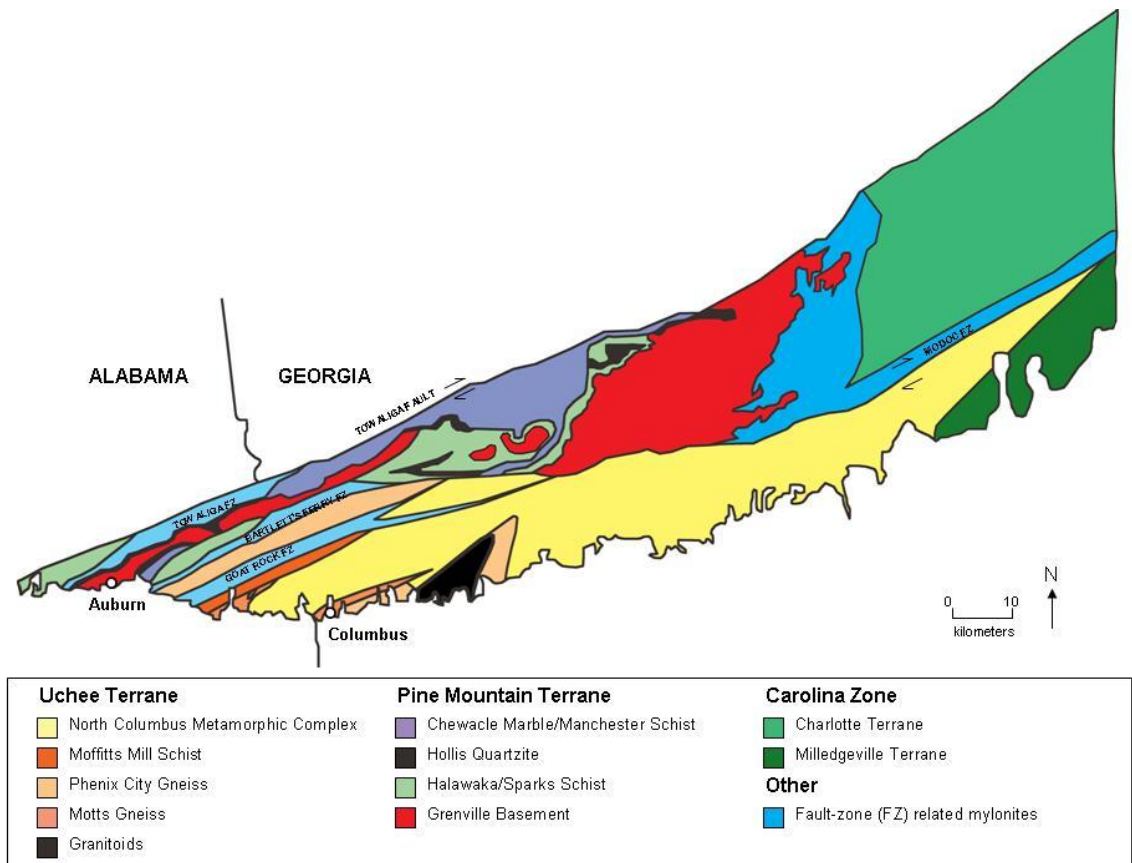 ALABAMA
GEORGIA
TOWALIGA FAULT
MODOC FZ
TOWALIGA FZ
BARTLETT'S FERRY FZ
GOAT ROCK FZ
Auburn
Columbus
N
0 10
kilometers
Uchee Terrane
North Columbus Metamorphic Complex
Moffitts Mill Schist
Phenix City Gneiss
Motts Gneiss
Granitoids
Pine Mountain Terrane
Chewacle Marble/Manchester Schist
Hollis Quartzite
Halawaka/Sparks Schist
Grenville Basement
Carolina Zone
Charlotte Terrane
Milledgeville Terrane
Other
Fault-zone (FZ) related mylonites